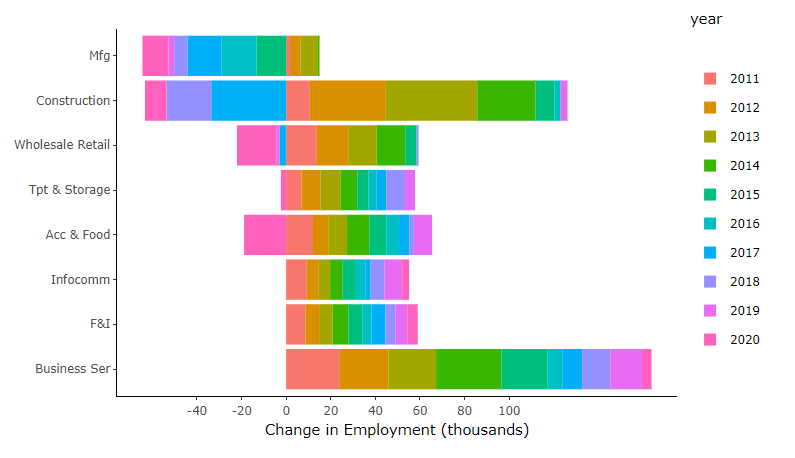 year
2011
2012
2013
2014
2015
2016
2017
2018
2019
2020
Mfg
Construction
Wholesale Retail
Tpt & Storage
Acc & Food
Infocomm
F&I
Business Ser
-40 -20 0 20 40 60 80 100
Change in Employment (thousands)